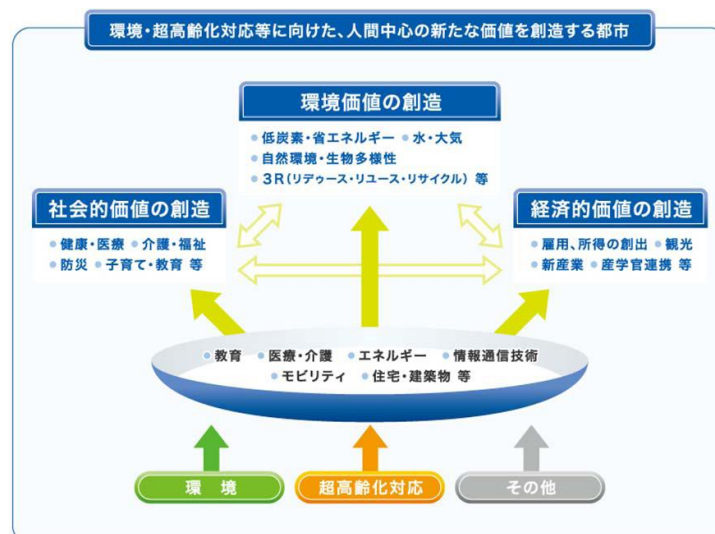 環境・超高齢化対応等に向けた、人間中心の新たな価値を創造する都市
環境価値の創造
● 低炭素・省エネルギー ● 水・大気
● 自然環境・生物多様性
● 3R(リデゥース・リユース・リサイクル) 等
社会的価値の創造
● 健康・医療 ● 介護・福祉
● 防災 ● 子育て・教育 等
経済的価値の創造
● 雇用、所得の創出 ● 観光
● 新産業 ● 産学官連携 等
● 教育 ● 医療・介護 ● エネルギー ● 情報通信技術
● モビリティ ● 住宅・建築物 等
環 境
超高齢化対応
その他